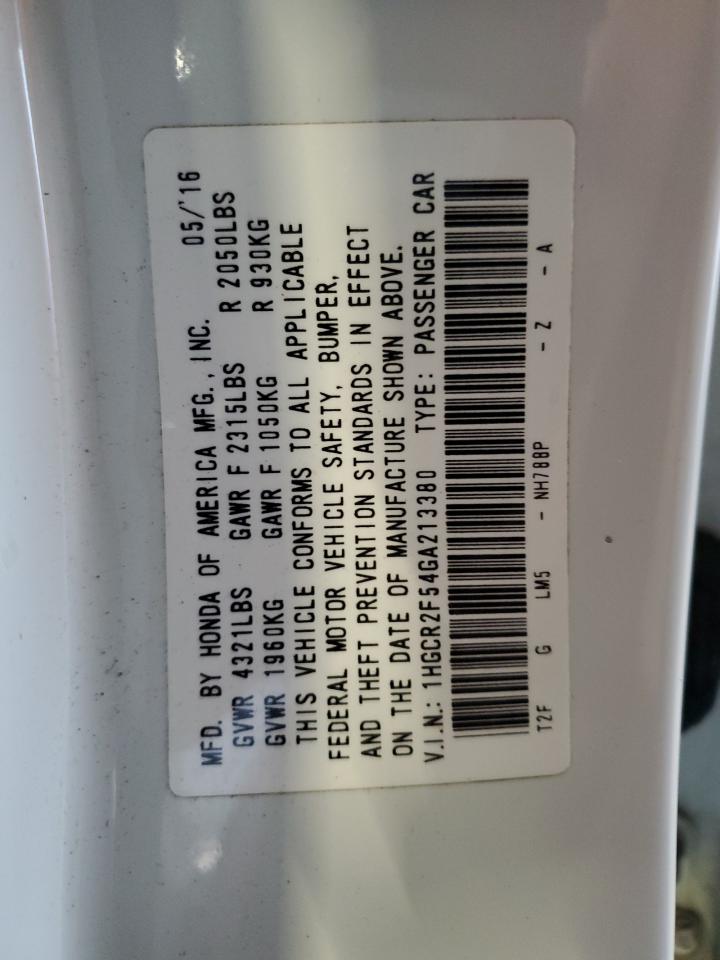 MFD. BY HONDA OF AMERICA MFG., INC. 05/'16
GVWR 4321LBS GAWR F 2315LBS R 2050LBS
GVWR 1960KG GAWR F 1050KG R 930KG
THIS VEHICLE CONFORMS TO ALL APPLICABLE
FEDERAL MOTOR VEHICLE SAFETY, BUMPER,
AND THEFT PREVENTION STANDARDS IN EFFECT
ON THE DATE OF MANUFACTURE SHOWN ABOVE.
V.I.N.: 1HGCR2F54GA213380 TYPE: PASSENGER CAR
T2F G LM5 - NH788P - Z - A